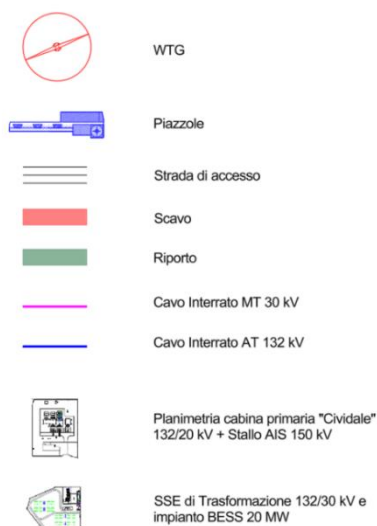 WTG
Piazzole
Strada di accesso
Scavo
Riporto
Cavo Interrato MT 30 kV
Cavo Interrato AT 132 kV
Planimetria cabina primaria "Cividale"
132/20 kV + Stallo AIS 150 kV
SSE di Trasformazione 132/30 kV e
impianto BESS 20 MW